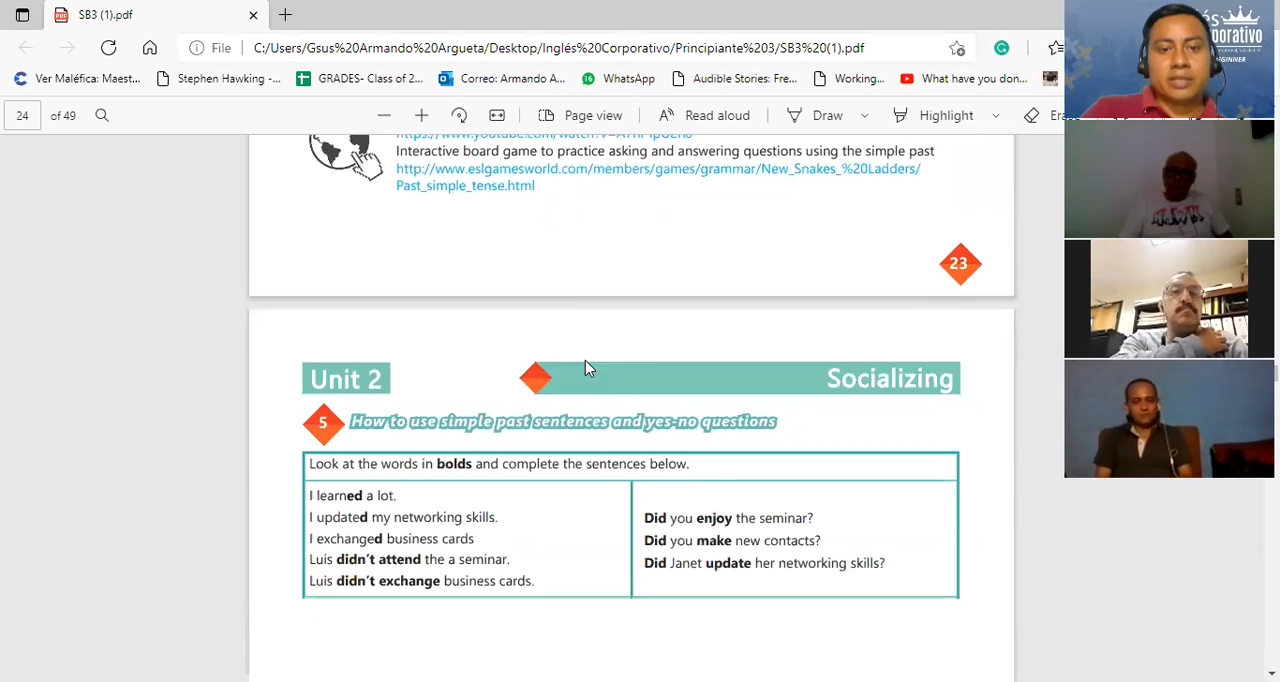 SB3 (1).pdf
File
C:/Users/Gsus%20Armando%20Argueta/Desktop/Inglés%20Corporativo/Principiante%203/SB3%20(1).pdf
Ver Maléfica: Maest...
Stephen Hawking -...
GRADES- Class of 2...
Correo: Armando A...
WhatsApp
Audible Stories: Fre...
Working...
What have you don...
24 of 49
Page view
Read aloud
Draw
Highlight
Interactive board game to practice asking and answering questions using the simple past
http://www.eslgamesworld.com/members/games/grammar/New_Snakes_%20Ladders/
Past_simple_tense.html
23
Unit 2
Socializing
5
How to use simple past sentences and yes-no questions
Look at the words in bolds and complete the sentences below.
I learned a lot.
I updated my networking skills.
I exchanged business cards
Luis didn't attend the a seminar.
Luis didn't exchange business cards.
Did you enjoy the seminar?
Did you make new contacts?
Did Janet update her networking skills?